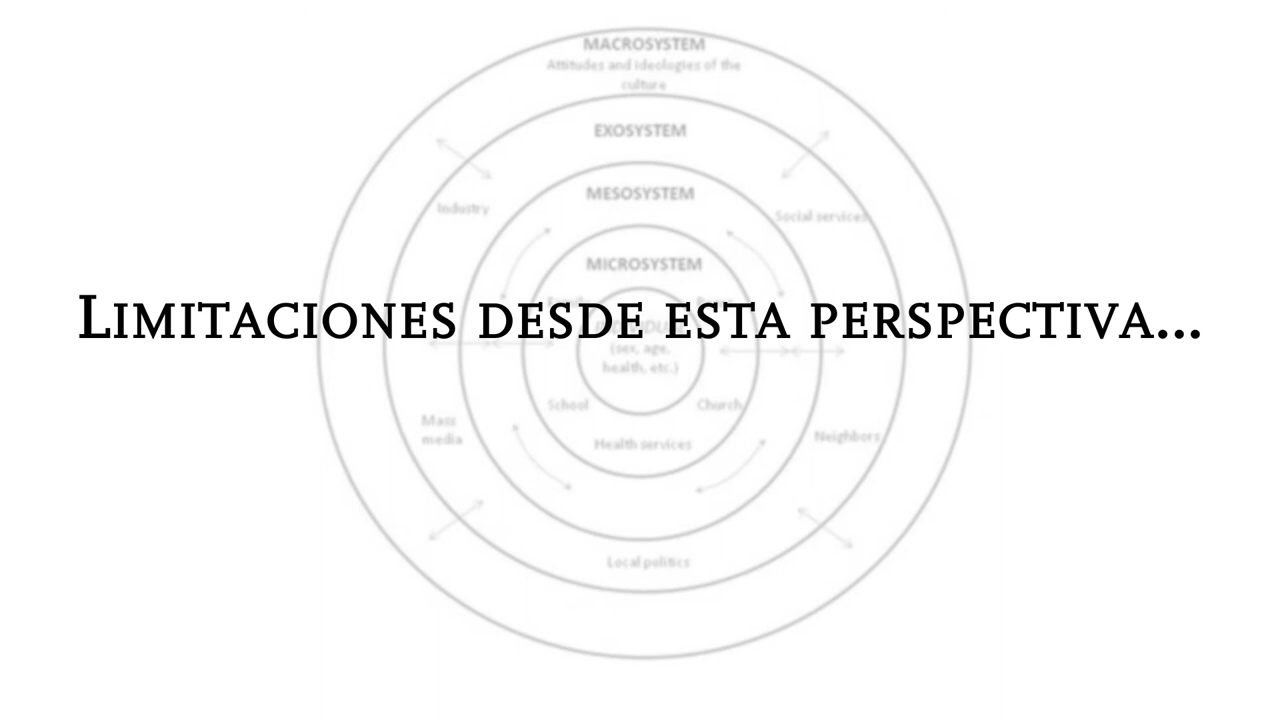 MACROSYSTEM
Attitudes and ideologies of the
culture
EXOSYSTEM
MESOSYSTEM
Industry
Social services
MICROSYSTEM
LIMITACIONES DESDE ESTA PERSPECTIVA...
(sex, age,
health, etc.)
School
Church
Mass
media
Neighbors
Health services
Local politics